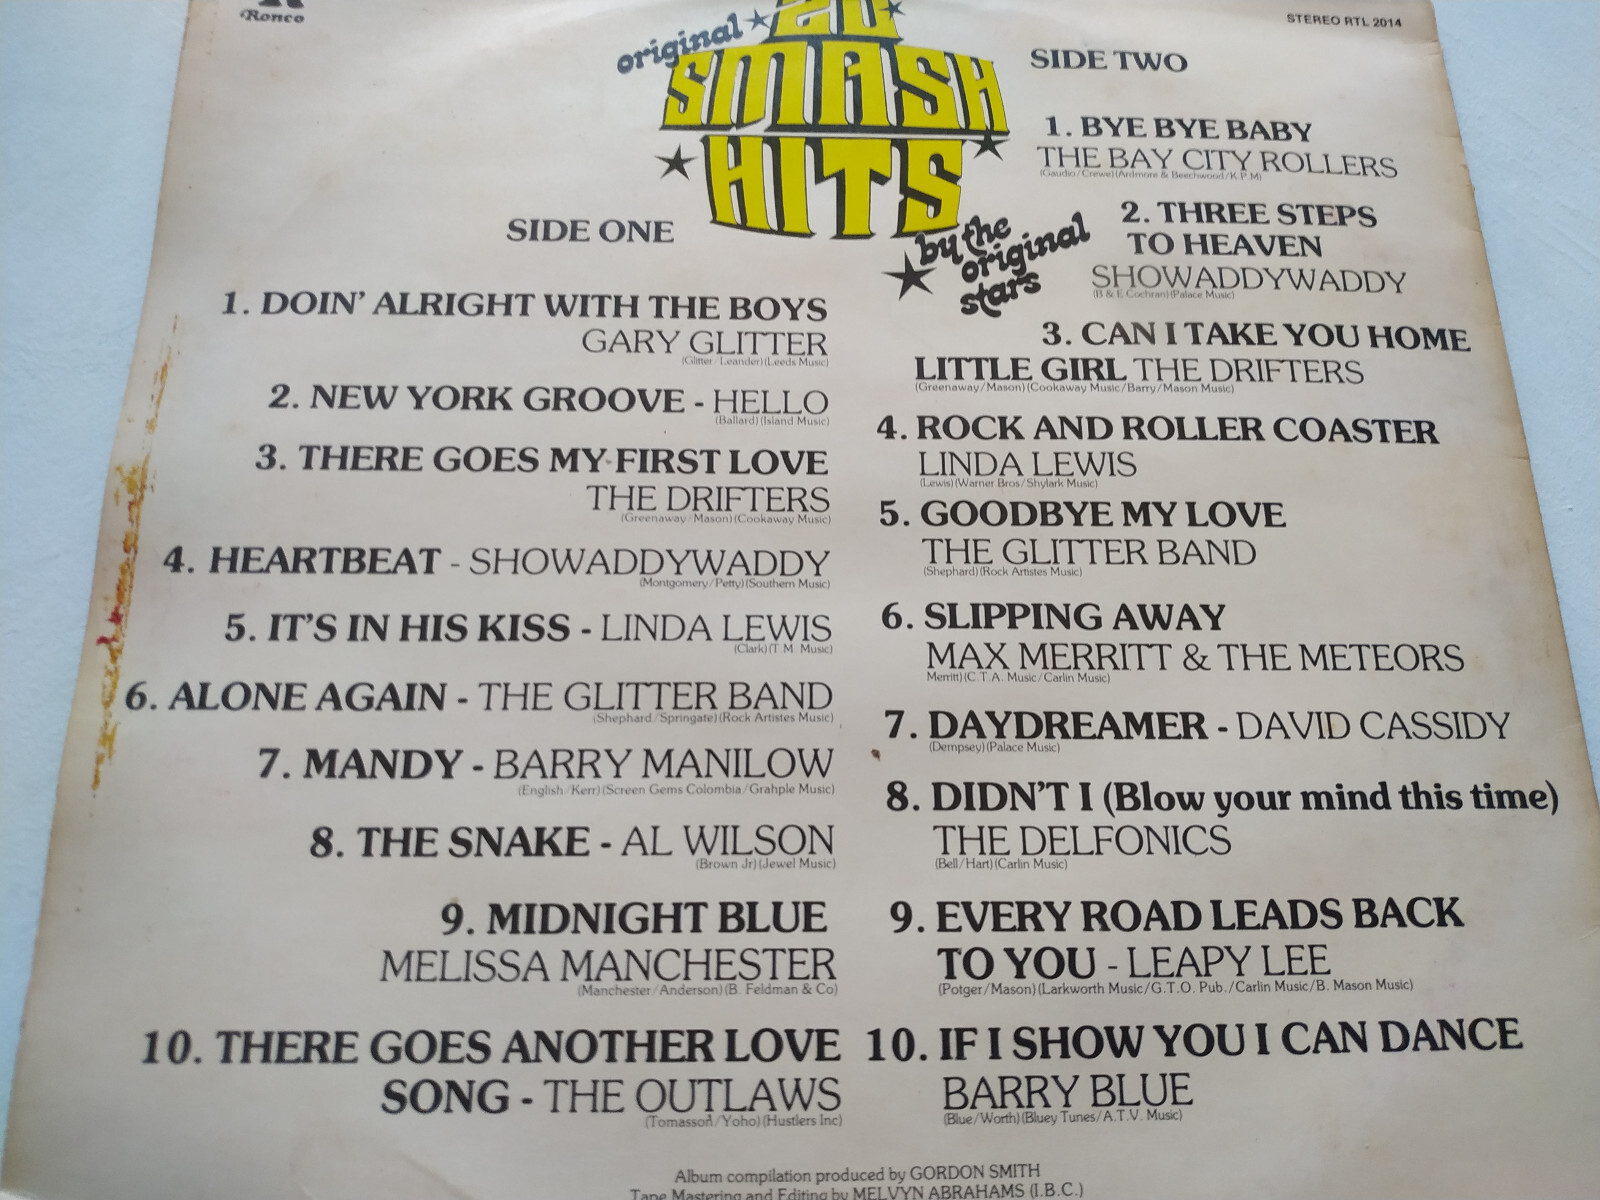 Ronco
STEREO RTL 2014
original 20
SMASH
HITS
by the
original
stars
SIDE ONE
1. DOIN' ALRIGHT WITH THE BOYS
GARY GLITTER
(Glitter/Leander)(Leeds Music)
2. NEW YORK GROOVE - HELLO
(Ballard)(Island Music)
3. THERE GOES MY FIRST LOVE
THE DRIFTERS
(Greenaway/Mason)(Cookaway Music)
4. HEARTBEAT - SHOWADDYWADDY
(Montgomery/Petty)(Southern Music)
5. IT'S IN HIS KISS - LINDA LEWIS
(Clark)(T.M. Music)
6. ALONE AGAIN - THE GLITTER BAND
(Shephard/Springate)(Rock Artistes Music)
7. MANDY - BARRY MANILOW
(English/Kerr)(Screen Gems Colombia/Grahple Music)
8. THE SNAKE - AL WILSON
(Brown Jr)(Jewel Music)
9. MIDNIGHT BLUE
MELISSA MANCHESTER
(Manchester/Anderson)(B. Feldman & Co)
10. THERE GOES ANOTHER LOVE
SONG - THE OUTLAWS
(Tomasson/Yoho)(Hustlers Inc)
SIDE TWO
1. BYE BYE BABY
THE BAY CITY ROLLERS
(Gaudio/Crewe)(Ardmore & Beechwood/K.P.M)
2. THREE STEPS
TO HEAVEN
SHOWADDYWADDY
(B & E Cochran)(Palace Music)
3. CAN I TAKE YOU HOME
LITTLE GIRL THE DRIFTERS
(Greenaway/Mason)(Cookaway Music/Barry/Mason Music)
4. ROCK AND ROLLER COASTER
LINDA LEWIS
(Lewis)(Warner Bros/Shylark Music)
5. GOODBYE MY LOVE
THE GLITTER BAND
(Shephard)(Rock Artistes Music)
6. SLIPPING AWAY
MAX MERRITT & THE METEORS
Merritt)(C.T.A. Music/Carlin Music)
7. DAYDREAMER - DAVID CASSIDY
(Dempsey)(Palace Music)
8. DIDN'T I (Blow your mind this time)
THE DELFONICS
(Bell/Hart)(Carlin Music)
9. EVERY ROAD LEADS BACK
TO YOU - LEAPY LEE
(Potger/Mason)(Larkworth Music/G.T.O. Pub./Carlin Music/B. Mason Music)
10. IF I SHOW YOU I CAN DANCE
BARRY BLUE
(Blue/Worth)(Bluey Tunes/A.T.V. Music)
Album compilation produced by GORDON SMITH
Tape Mastering and Editing by MELVYN ABRAHAMS (I.B.C.)